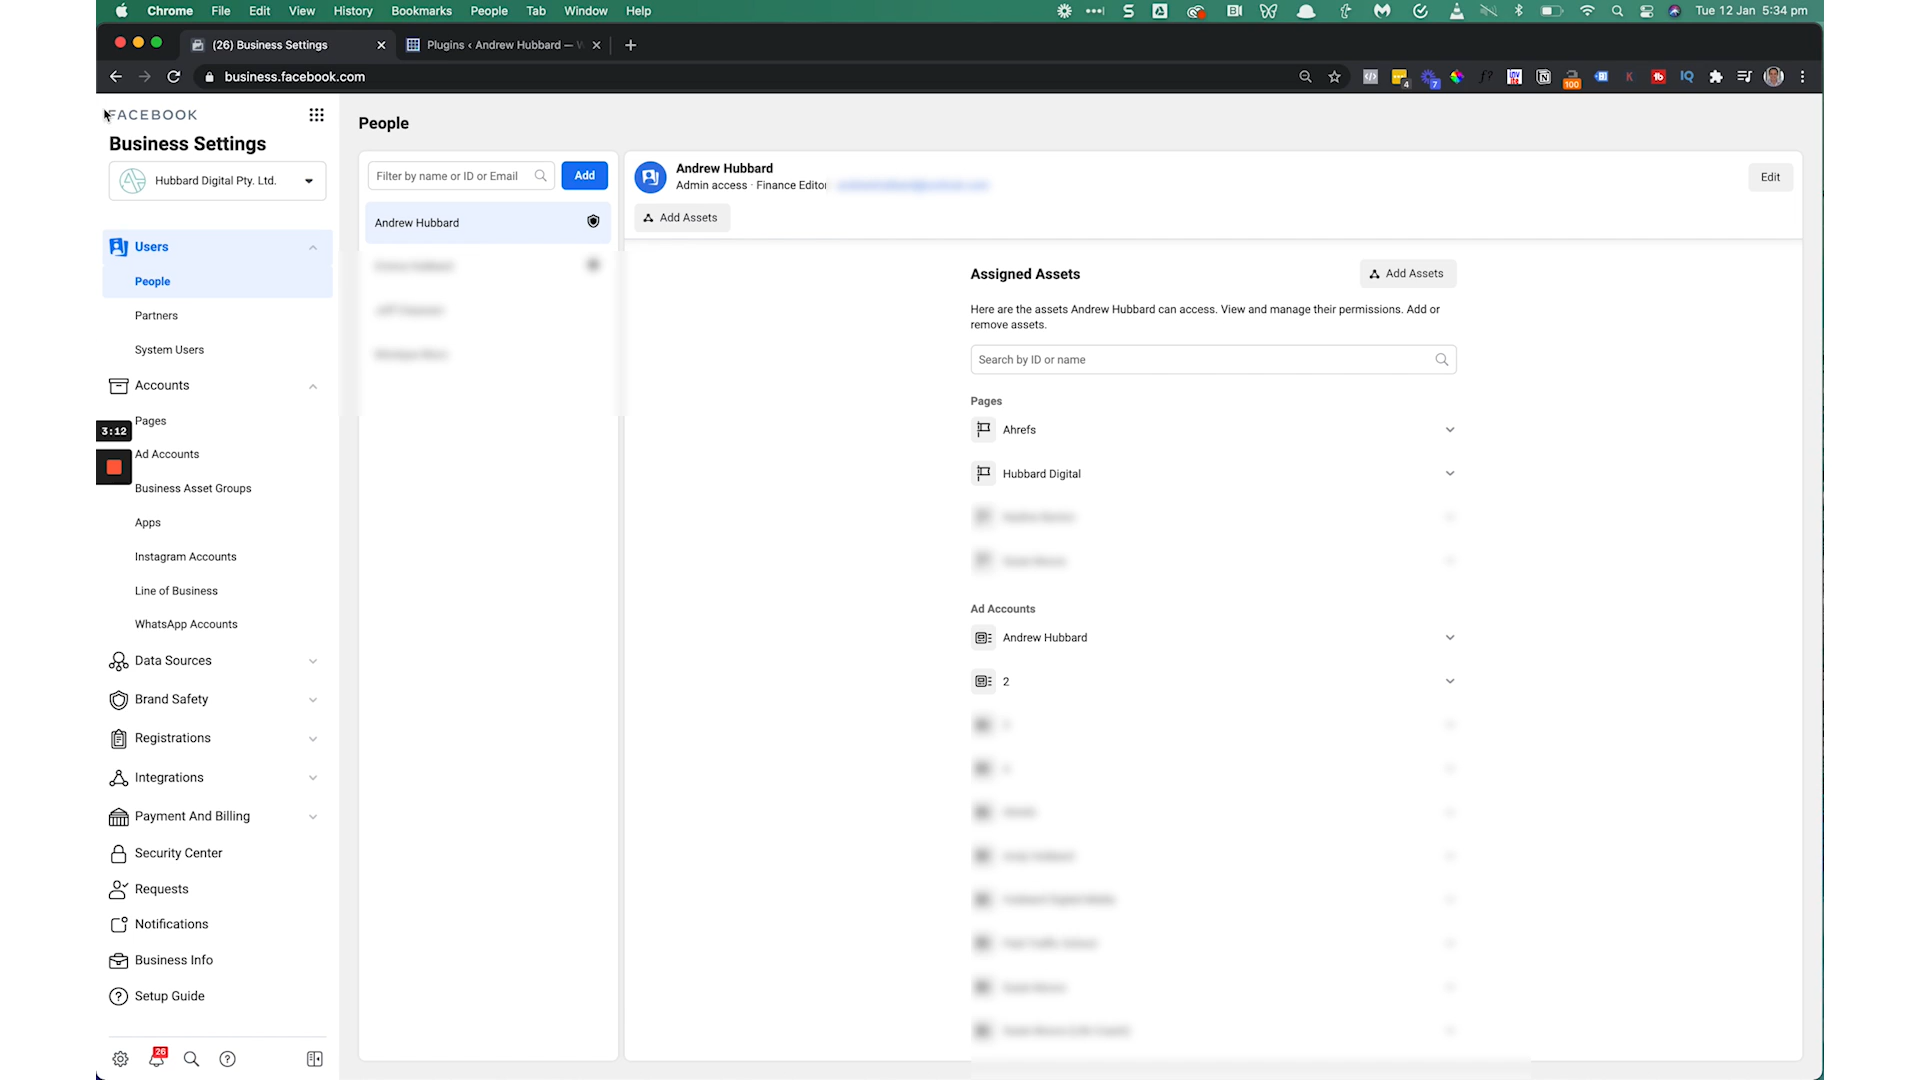 Chrome File Edit View History Bookmarks People Tab Window Help
Tue 12 Jan 5:34 pm
(26) Business Settings
Plugins ‹ Andrew Hubbard —
business.facebook.com
4
7
100
FACEBOOK
Business Settings
Hubbard Digital Pty. Ltd.
Users
People
Partners
System Users
Accounts
Pages
3:12
Ad Accounts
Business Asset Groups
Apps
Instagram Accounts
Line of Business
WhatsApp Accounts
Data Sources
Brand Safety
Registrations
Integrations
Payment And Billing
Security Center
Requests
Notifications
Business Info
Setup Guide
26
People
Filter by name or ID or Email
Add
Andrew Hubbard
Andrew Hubbard
Admin access · Finance Editor
Edit
Add Assets
Assigned Assets
Add Assets
Here are the assets Andrew Hubbard can access. View and manage their permissions. Add or
remove assets.
Search by ID or name
Pages
Ahrefs
Hubbard Digital
Ad Accounts
Andrew Hubbard
2